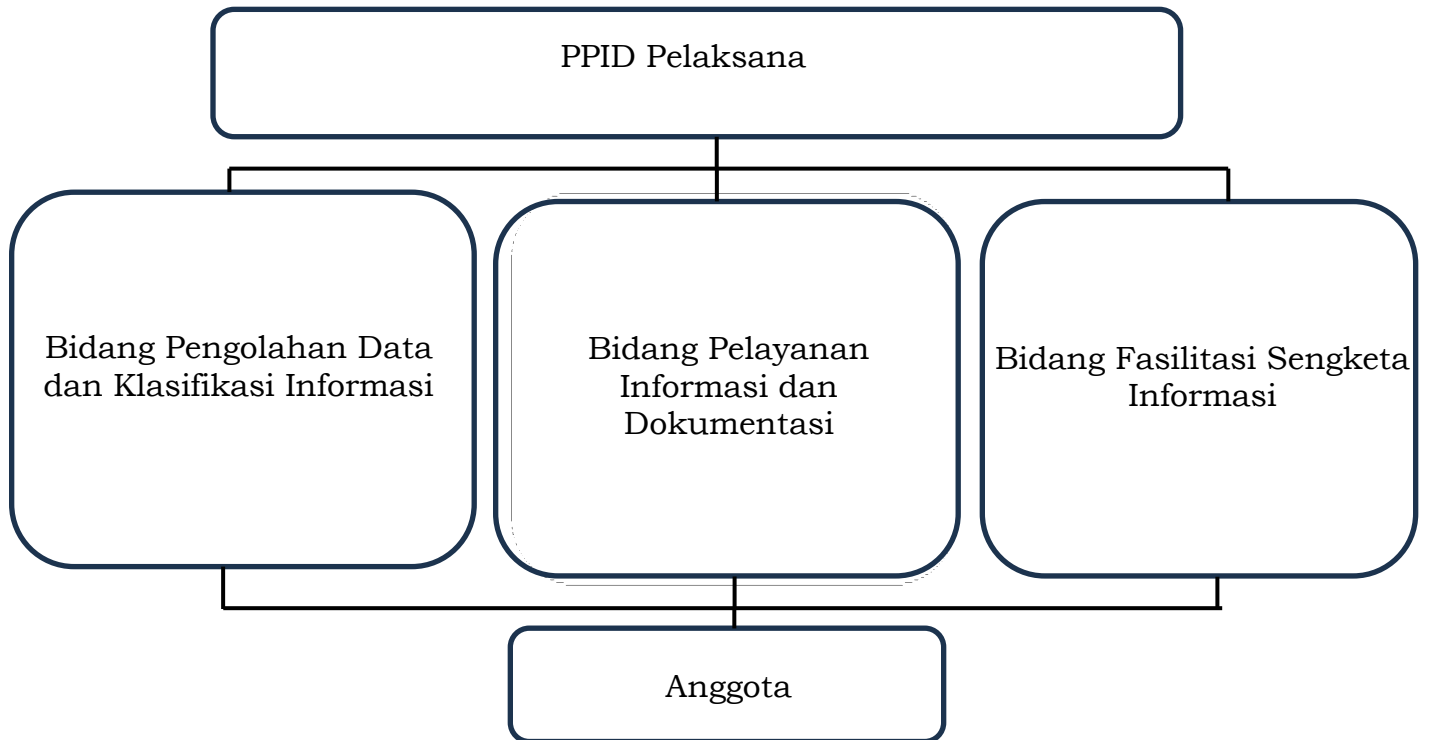 PPID Pelaksana
Bidang Pengolahan Data
dan Klasifikasi Informasi
Bidang Pelayanan
Informasi dan
Dokumentasi
Bidang Fasilitasi Sengketa
Informasi
Anggota